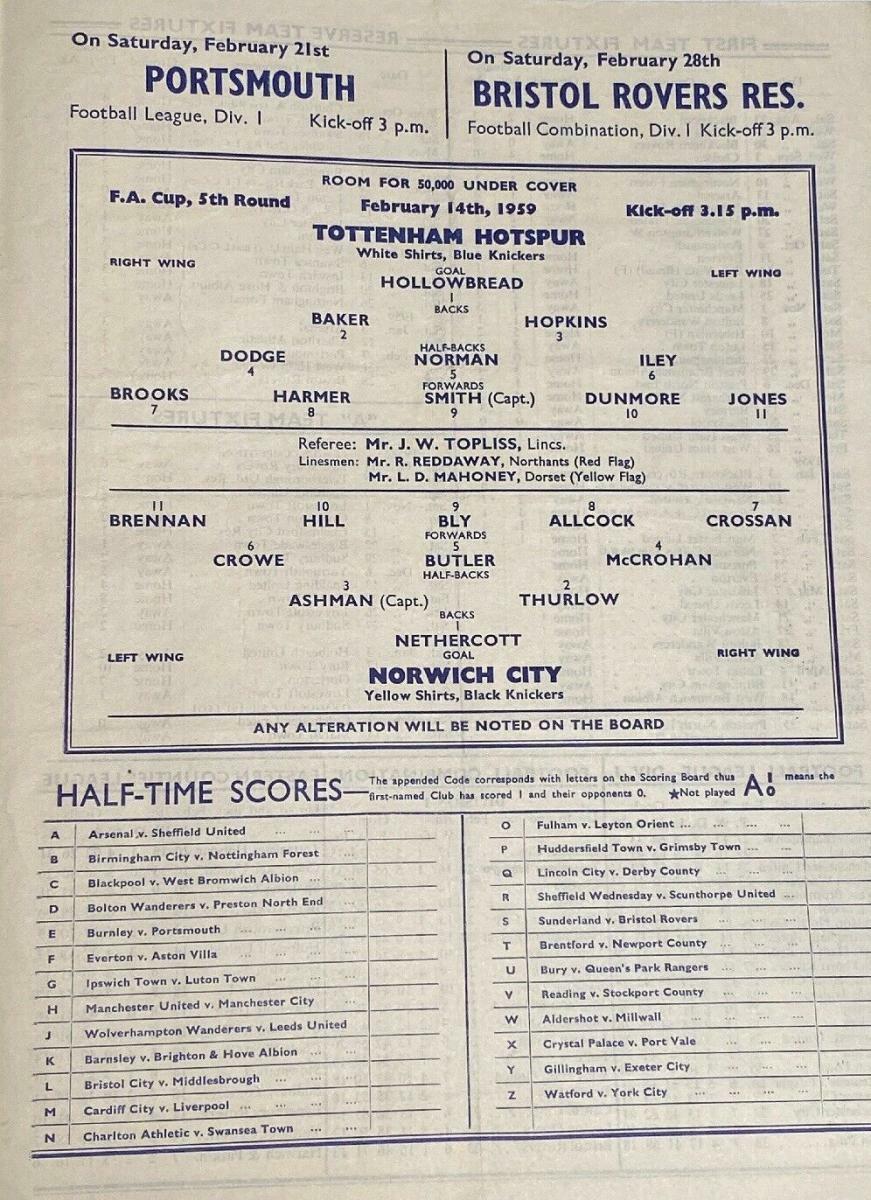 On Saturday, February 21st
PORTSMOUTH
Football League, Div. 1 Kick-off 3 p.m.
On Saturday, February 28th
BRISTOL ROVERS RES.
Football Combination, Div. 1 Kick-off 3 p.m.
ROOM FOR 50,000 UNDER COVER
F.A. Cup, 5th Round February 14th, 1959 Kick-off 3.15 p.m.
TOTTENHAM HOTSPUR
White Shirts, Blue Knickers
RIGHT WING LEFT WING
GOAL
HOLLOWBREAD
1
BACKS
BAKER HOPKINS
2 3
HALF-BACKS
DODGE NORMAN ILEY
4 5 6
FORWARDS
BROOKS HARMER SMITH (Capt.) DUNMORE JONES
7 8 9 10 11
Referee: Mr. J. W. TOPLISS, Lincs.
Linesmen: Mr. R. REDDAWAY, Northants (Red Flag)
Mr. L. D. MAHONEY, Dorset (Yellow Flag)
11 10 9 8 7
BRENNAN HILL BLY ALLCOCK CROSSAN
FORWARDS
6 5 4
CROWE BUTLER McCROHAN
HALF-BACKS
3 2
ASHMAN (Capt.) THURLOW
BACKS
1
NETHERCOTT
GOAL
LEFT WING RIGHT WING
NORWICH CITY
Yellow Shirts, Black Knickers
ANY ALTERATION WILL BE NOTED ON THE BOARD
HALF-TIME SCORES—The appended Code corresponds with letters on the Scoring Board thus A 1 0 means the
first-named Club has scored 1 and their opponents 0. ★Not played
A Arsenal v. Sheffield United ... ... ...
B Birmingham City v. Nottingham Forest ...
C Blackpool v. West Bromwich Albion ... ...
D Bolton Wanderers v. Preston North End ...
E Burnley v. Portsmouth ... ... ... ...
F Everton v. Aston Villa ... ... ...
G Ipswich Town v. Luton Town ... ...
H Manchester United v. Manchester City ...
J Wolverhampton Wanderers v. Leeds United
K Barnsley v. Brighton & Hove Albion ... ...
L Bristol City v. Middlesbrough ... ... ...
M Cardiff City v. Liverpool ... ... ... ...
N Charlton Athletic v. Swansea Town ... ...
O Fulham v. Leyton Orient ... ... ...
P Huddersfield Town v. Grimsby Town ... ...
Q Lincoln City v. Derby County ... ...
R Sheffield Wednesday v. Scunthorpe United ...
S Sunderland v. Bristol Rovers ... ... ...
T Brentford v. Newport County ... ... ...
U Bury v. Queen's Park Rangers ... ... ...
V Reading v. Stockport County ... ... ...
W Aldershot v. Millwall ... ... ...
X Crystal Palace v. Port Vale ... ... ...
Y Gillingham v. Exeter City ... ... ...
Z Watford v. York City ... ... ... ...